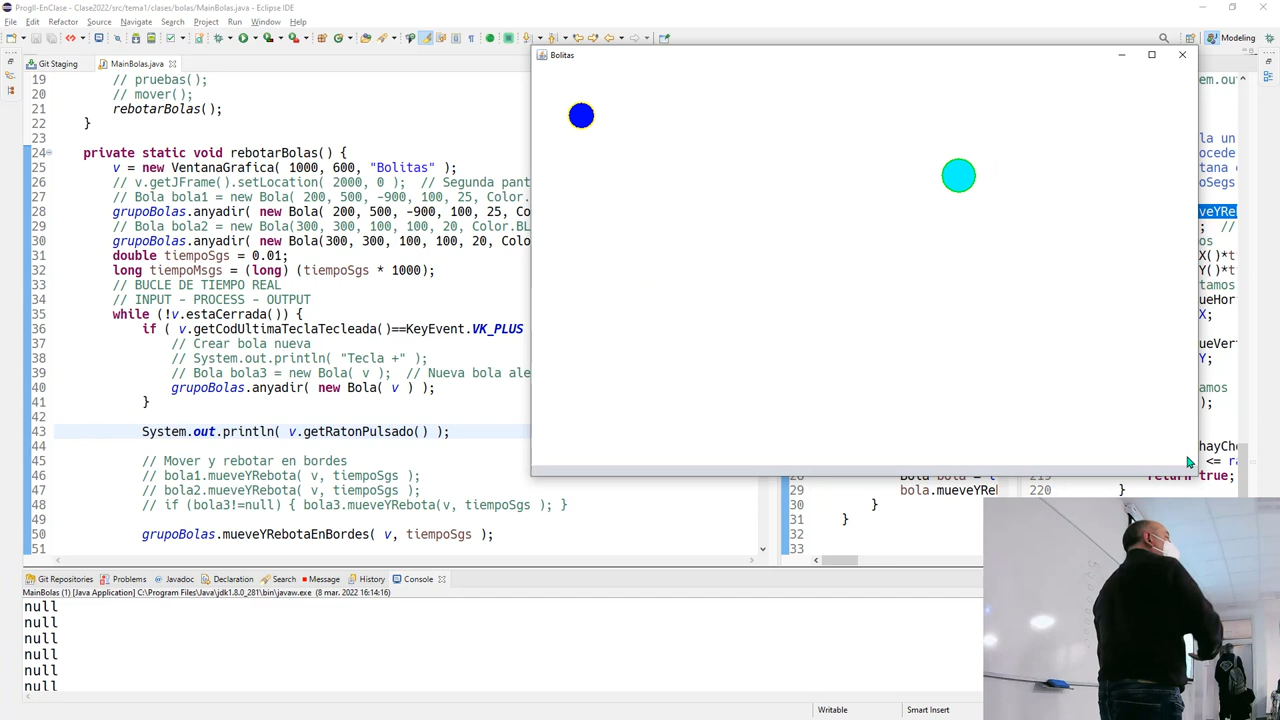 ProgII-EnClase - Clase2022/src/tema1/clases/bolas/MainBolas.java - Eclipse IDE
File Edit Refactor Source Navigate Search Project Run Window Help
Modeling
Git Staging
MainBolas.java
19 // pruebas();
20 // mover();
21 rebotarBolas();
22 }
23
24 private static void rebotarBolas() {
25 v = new VentanaGrafica( 1000, 600, "Bolitas" );
26 // v.getJFrame().setLocation( 2000, 0 ); // Segunda pant
27 // Bola bola1 = new Bola( 200, 500, -900, 100, 25, Color.
28 grupoBolas.anyadir( new Bola( 200, 500, -900, 100, 25, Co
29 // Bola bola2 = new Bola(300, 300, 100, 100, 20, Color.BL
30 grupoBolas.anyadir( new Bola(300, 300, 100, 100, 20, Colo
31 double tiempoSgs = 0.01;
32 long tiempoMsgs = (long) (tiempoSgs * 1000);
33 // BUCLE DE TIEMPO REAL
34 // INPUT - PROCESS - OUTPUT
35 while (!v.estaCerrada()) {
36 if ( v.getCodUltimaTeclaTecleada()==KeyEvent.VK_PLUS
37 // Crear bola nueva
38 // System.out.println( "Tecla +" );
39 // Bola bola3 = new Bola( v ); // Nueva bola ale
40 grupoBolas.anyadir( new Bola( v ) );
41 }
42
43 System.out.println( v.getRatonPulsado() );
44
45 // Mover y rebotar en bordes
46 // bola1.mueveYRebota( v, tiempoSgs );
47 // bola2.mueveYRebota( v, tiempoSgs );
48 // if (bola3!=null) { bola3.mueveYRebota(v, tiempoSgs ); }
49
50 grupoBolas.mueveYRebotaEnBordes( v, tiempoSgs );
51
Bolitas
29 bola.mueveYRe
30 }
31 }
32
33
return true;
220 }
Git Repositories Problems Javadoc Declaration Search Message History Console
MainBolas (1) [Java Application] C:\Program Files\Java\jdk1.8.0_281\bin\javaw.exe (8 mar. 2022 16:14:16)
null
null
null
null
null
null
Writable Smart Insert